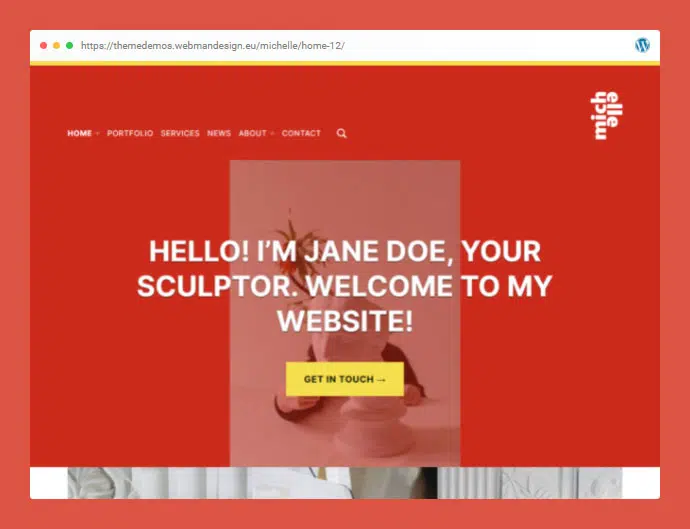 https://themedemos.webmandesign.eu/michelle/home-12/
mich
elle
HOME PORTFOLIO SERVICES NEWS ABOUT CONTACT
HELLO! I'M JANE DOE, YOUR
SCULPTOR. WELCOME TO MY
WEBSITE!
GET IN TOUCH →